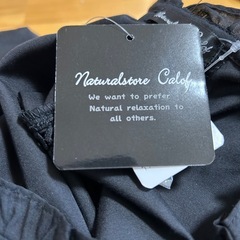 Naturalstore Calof
We want to prefer
Natural relaxation to
all others.